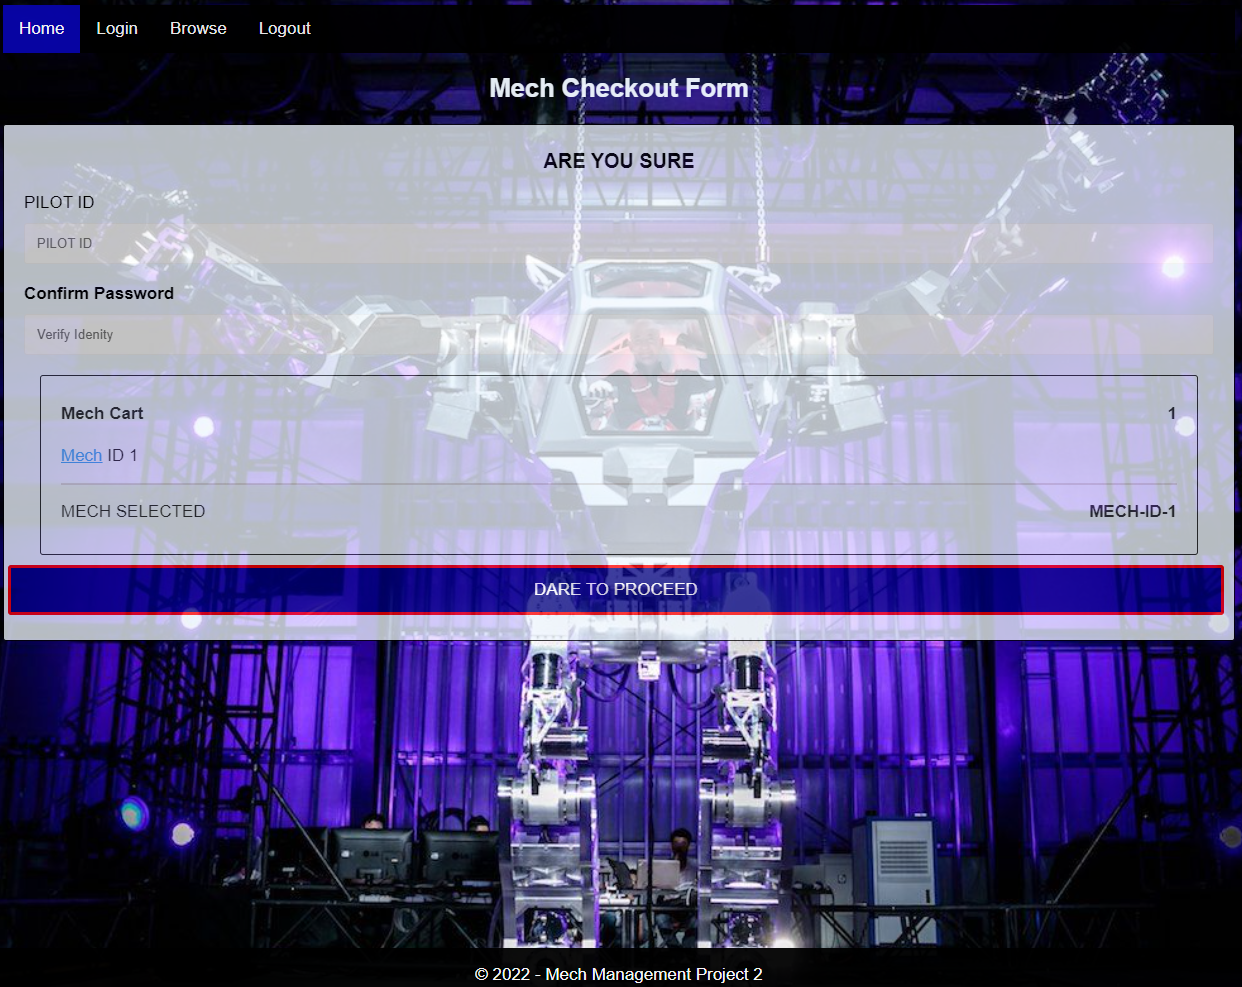 Home Login Browse Logout
Mech Checkout Form
ARE YOU SURE
PILOT ID
PILOT ID
Confirm Password
Verify Idenity
Mech Cart 1
Mech ID 1
MECH SELECTED MECH-ID-1
DARE TO PROCEED
© 2022 - Mech Management Project 2